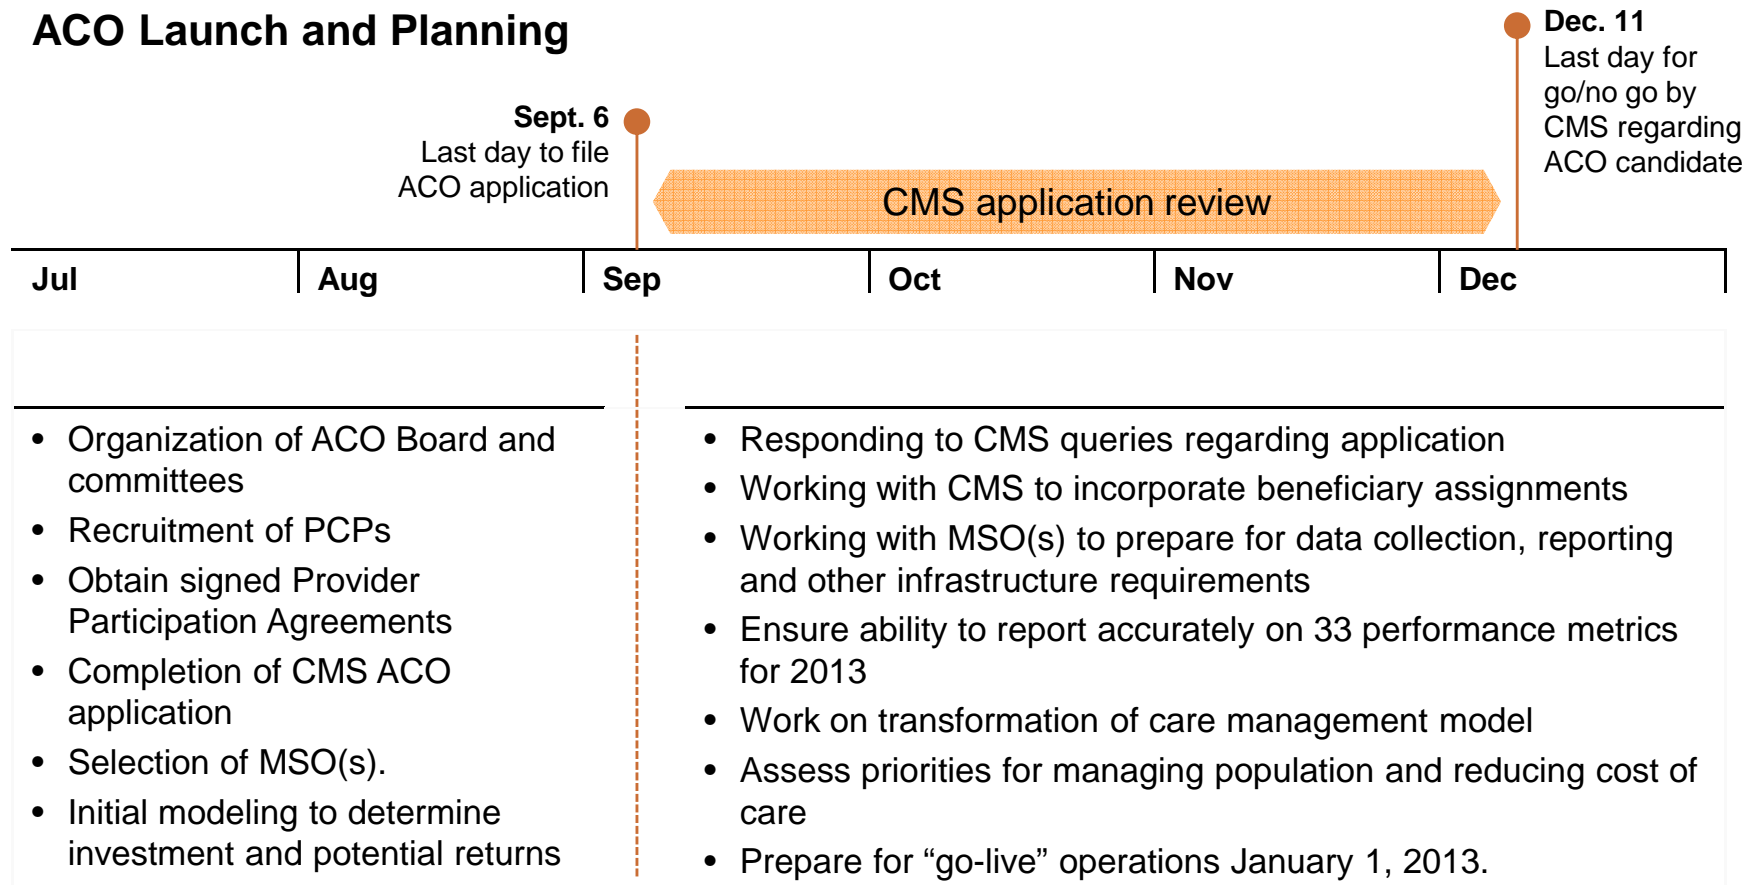 ACO Launch and Planning
Dec. 11
Last day for
go/no go by
CMS regarding
ACO candidate
Sept. 6
Last day to file
ACO application
CMS application review
Jul
Aug
Sep
Oct
Nov
Dec
• Organization of ACO Board and
committees
• Recruitment of PCPs
• Obtain signed Provider
Participation Agreements
• Completion of CMS ACO
application
• Selection of MSO(s).
• Initial modeling to determine
investment and potential returns
• Responding to CMS queries regarding application
• Working with CMS to incorporate beneficiary assignments
• Working with MSO(s) to prepare for data collection, reporting
and other infrastructure requirements
• Ensure ability to report accurately on 33 performance metrics
for 2013
• Work on transformation of care management model
• Assess priorities for managing population and reducing cost of
care
• Prepare for “go-live” operations January 1, 2013.